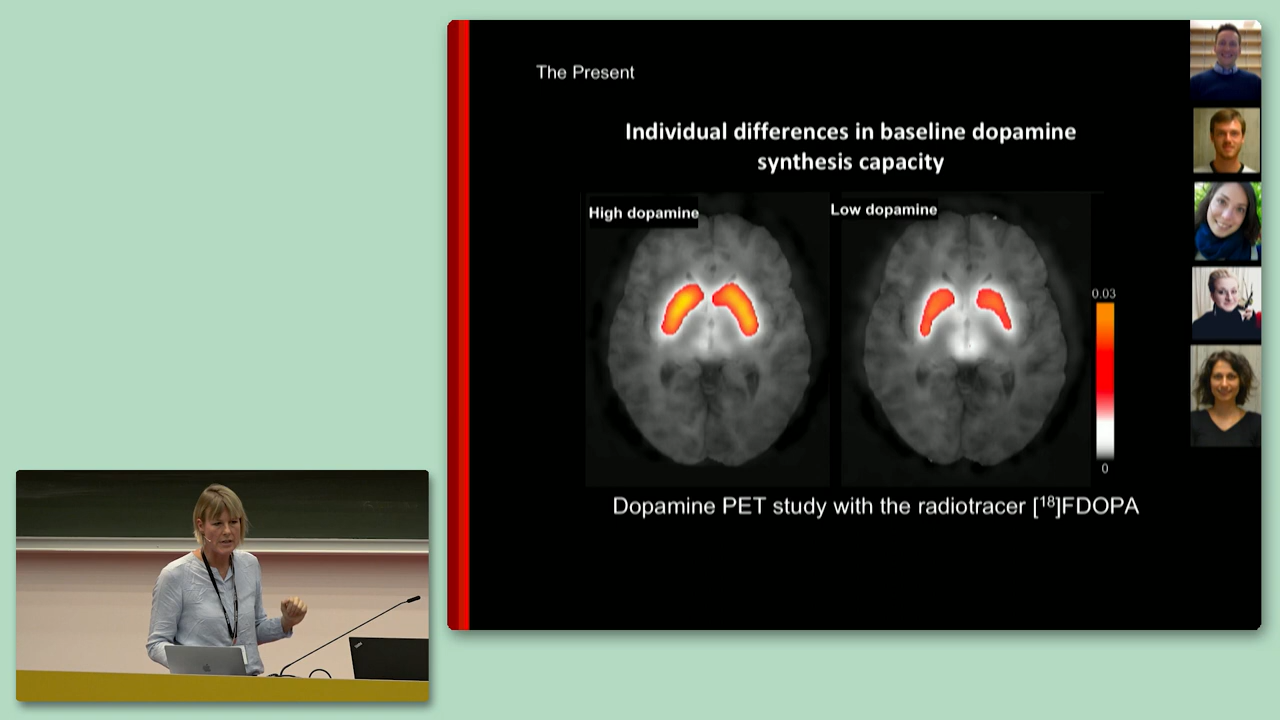 The Present
Individual differences in baseline dopamine
synthesis capacity
High dopamine
Low dopamine
0.03
0
Dopamine PET study with the radiotracer [¹⁸]FDOPA